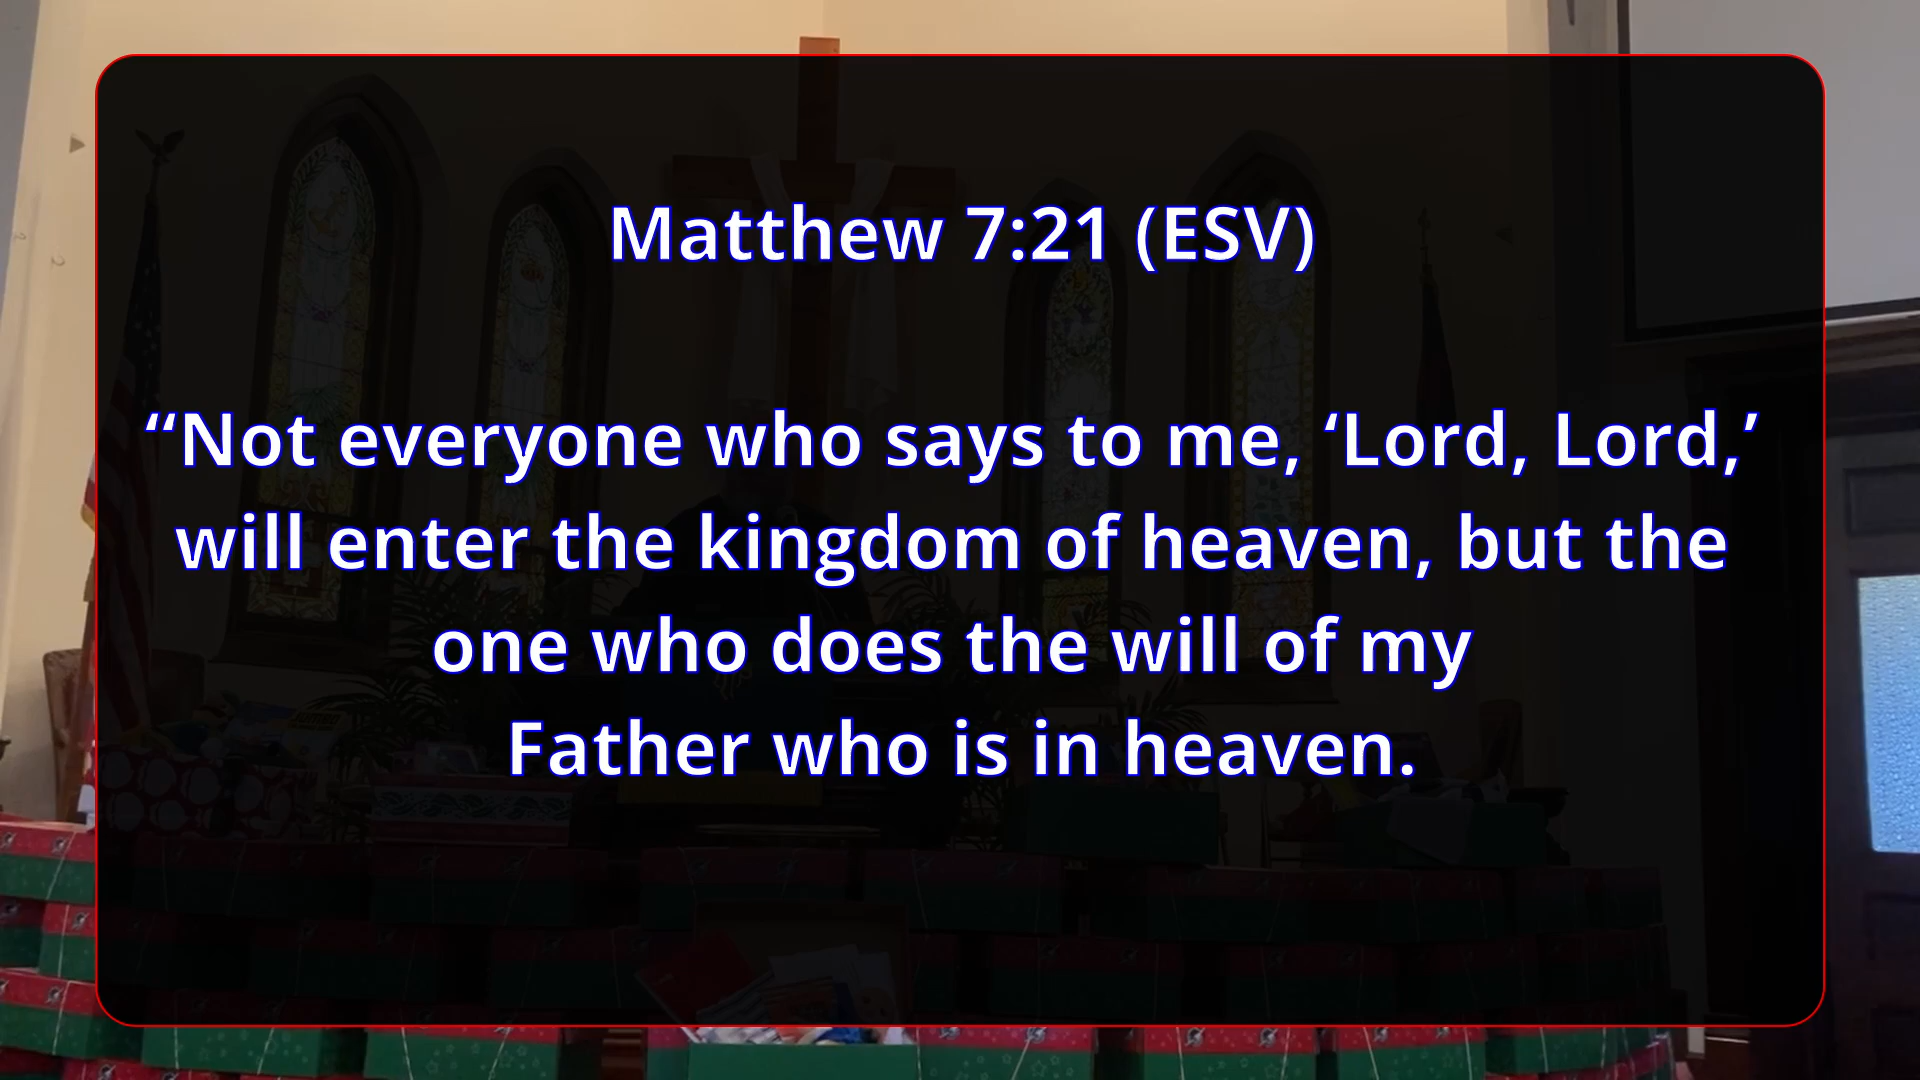 Matthew 7:21 (ESV)
“Not everyone who says to me, ‘Lord, Lord,’
will enter the kingdom of heaven, but the
one who does the will of my
Father who is in heaven.